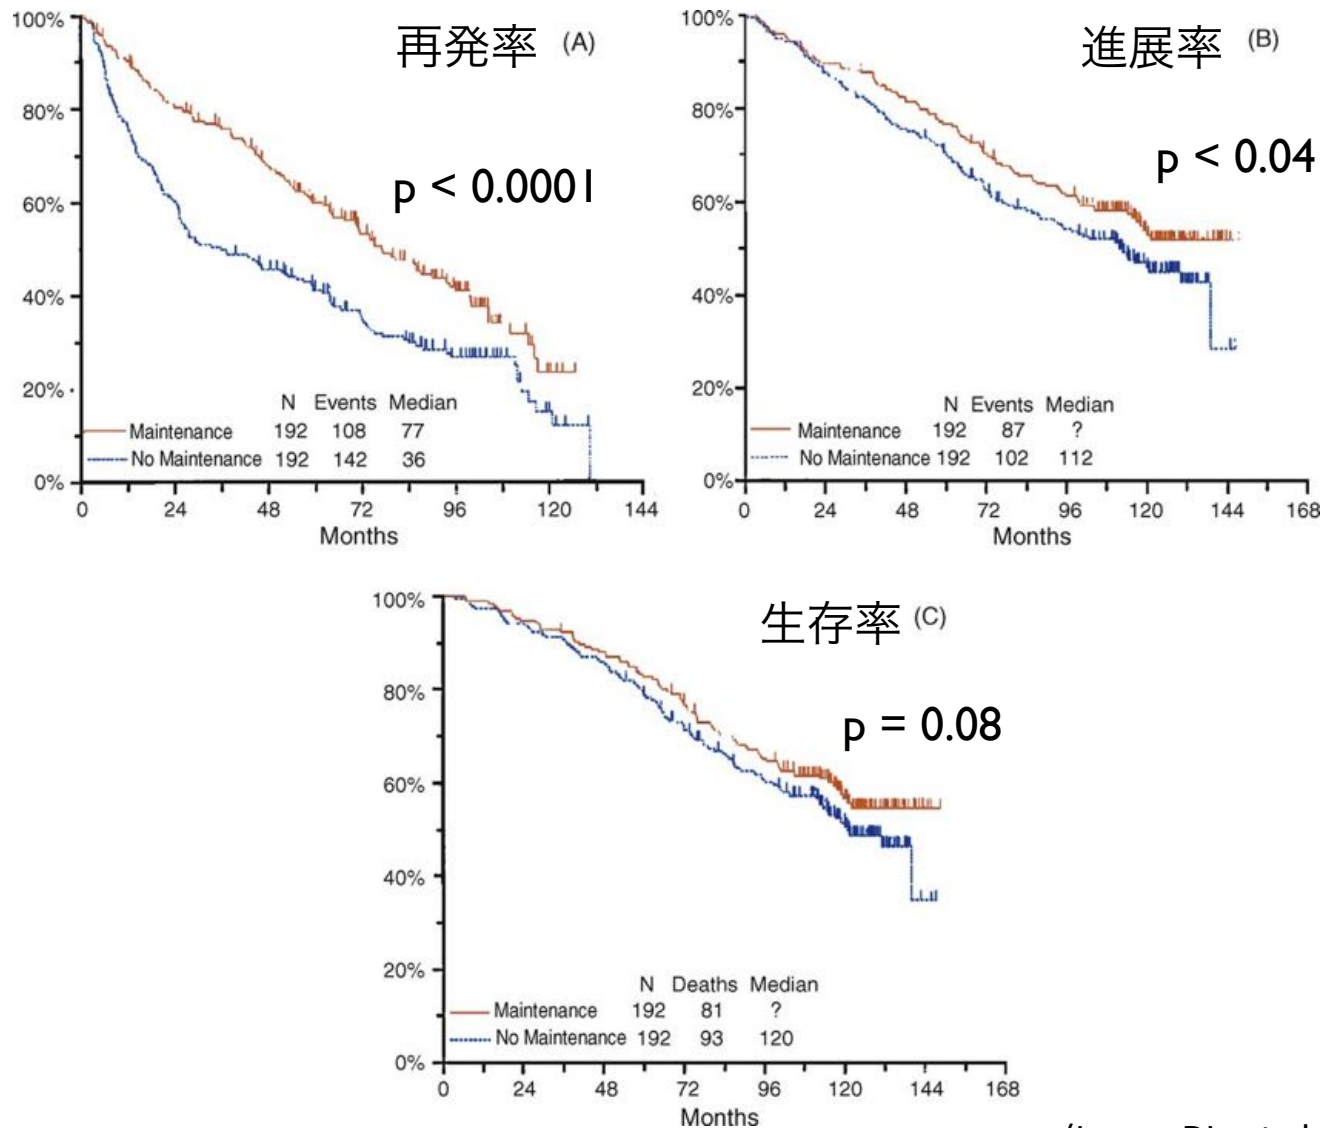 再発率 (A)
100%
80%
60%
40%
20%
0%
p < 0.0001
N Events Median
Maintenance 192 108 77
No Maintenance 192 142 36
0 24 48 72 96 120 144
Months
進展率 (B)
100%
80%
60%
40%
20%
0%
p < 0.04
N Events Median
Maintenance 192 87 ?
No Maintenance 192 102 112
0 24 48 72 96 120 144 168
Months
生存率 (C)
100%
80%
60%
40%
20%
0%
p = 0.08
N Deaths Median
Maintenance 192 81 ?
No Maintenance 192 93 120
0 24 48 72 96 120 144 168
Months